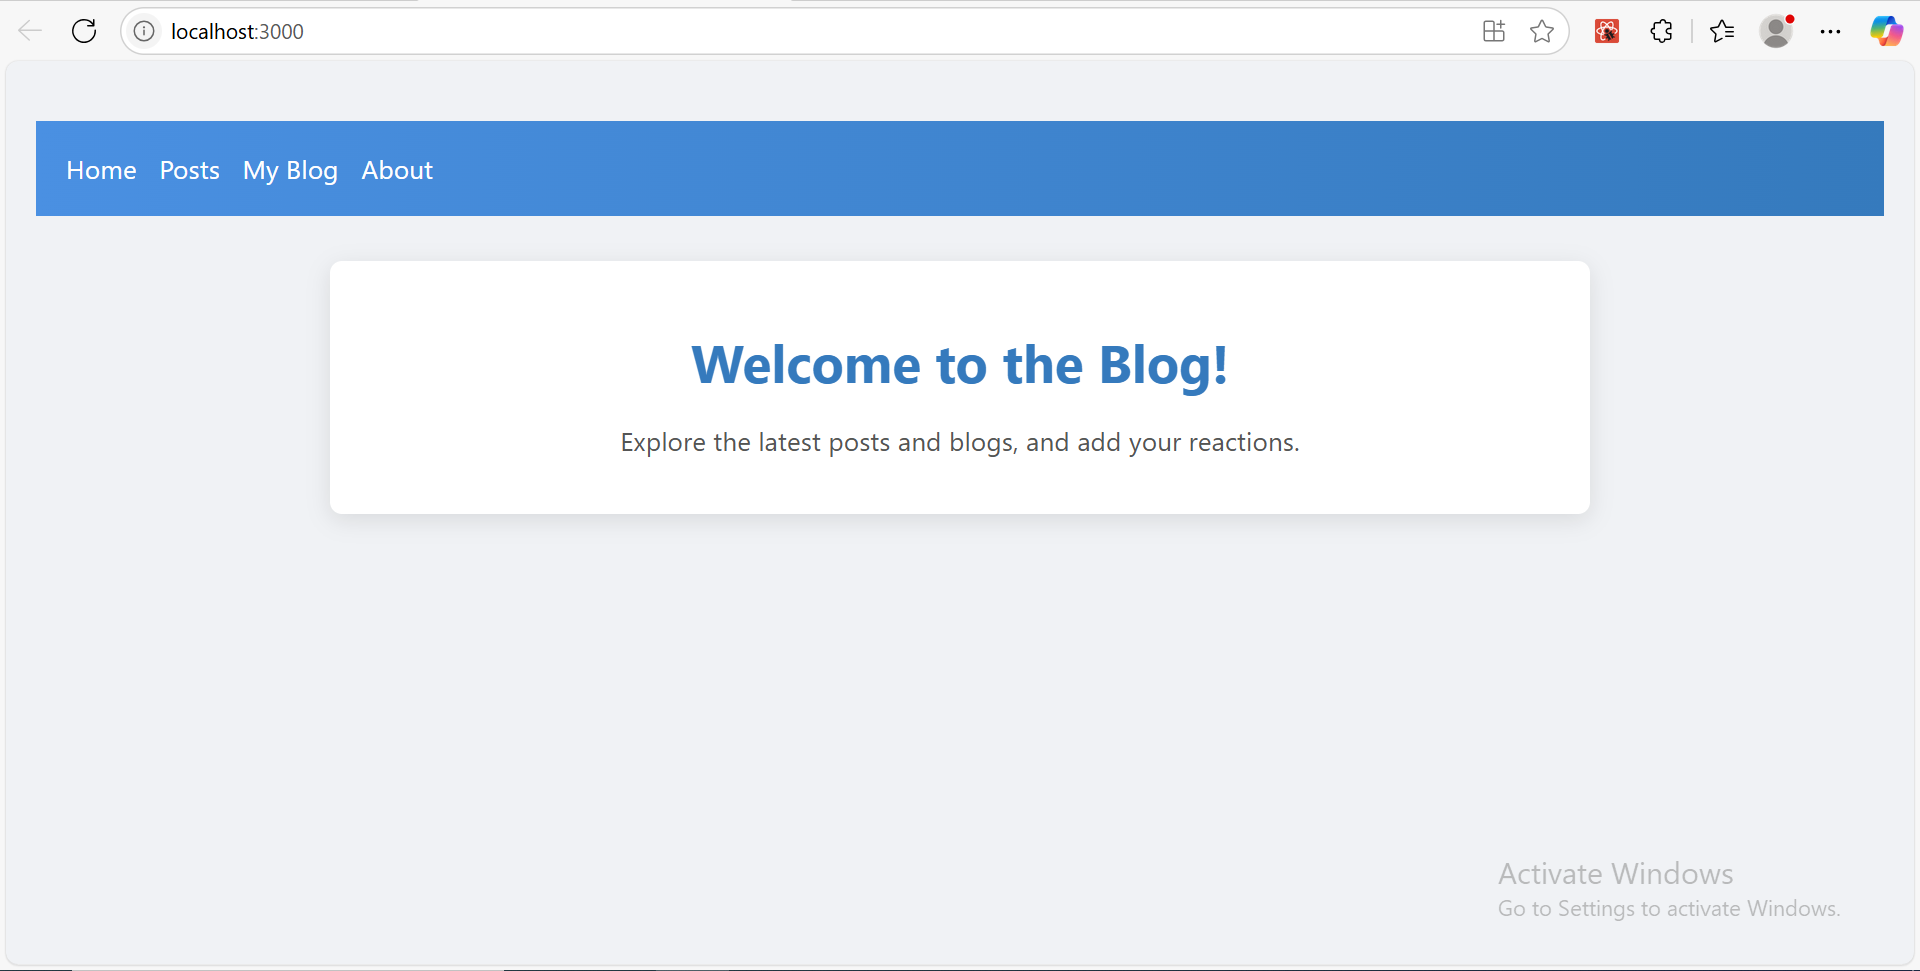 localhost:3000
Home Posts My Blog About
Welcome to the Blog!
Explore the latest posts and blogs, and add your reactions.
Activate Windows
Go to Settings to activate Windows.